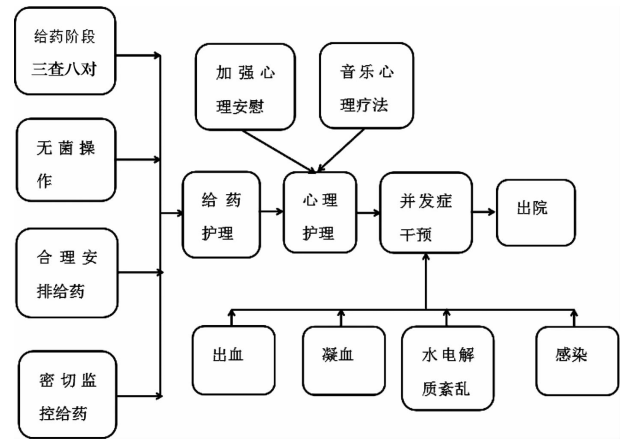 给药阶段
三查八对
加强心
理安慰
音乐心
理疗法
无菌操
作
给药
护理
心理
护理
并发症
干预
出院
合理安
排给药
出血
凝血
水电解
质紊乱
感染
密切监
控给药